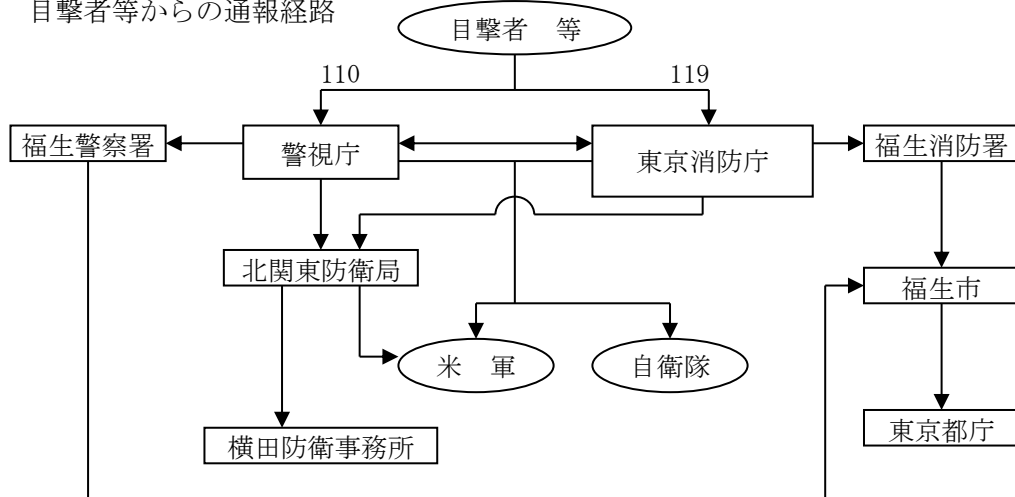 目撃者等からの通報経路
目撃者　等
110
119
福生警察署
警視庁
東京消防庁
福生消防署
北関東防衛局
福生市
米　軍
自衛隊
横田防衛事務所
東京都庁